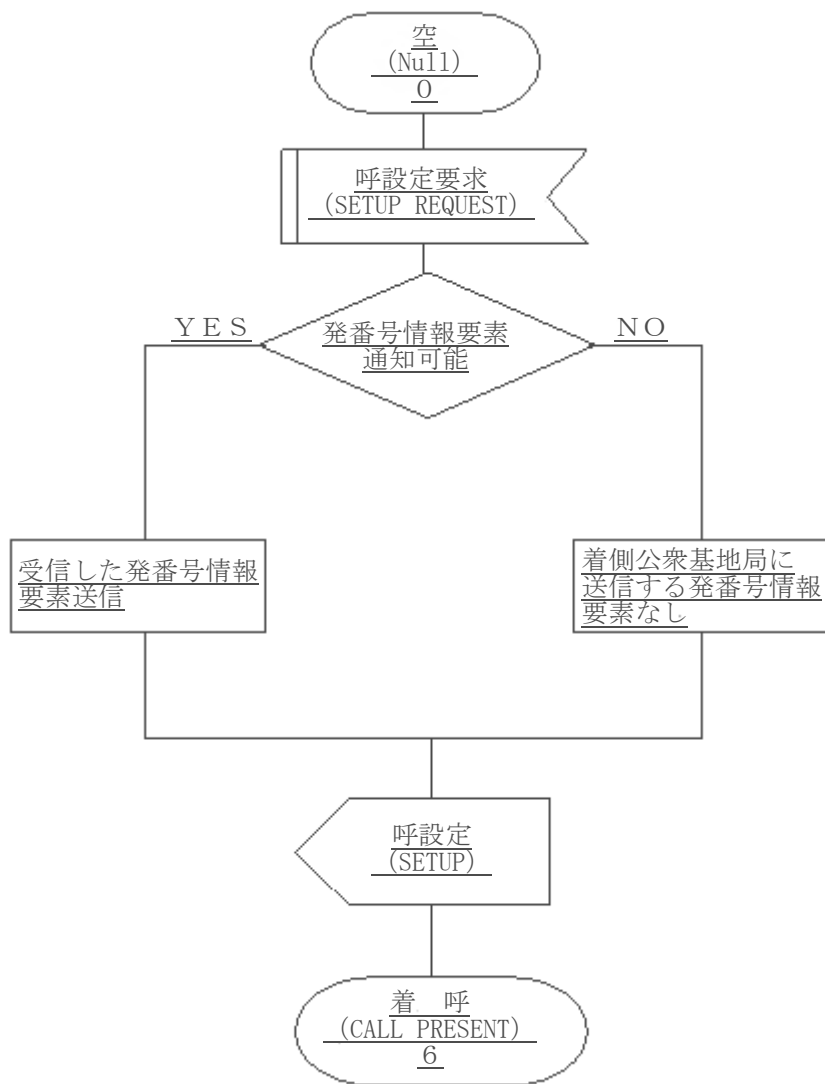 空
(Null)
0
呼設定要求
(SETUP REQUEST)
発番号情報要素
通知可能
ＹＥＳ
ＮＯ
受信した発番号情報
要素送信
着側公衆基地局に
送信する発番号情報
要素なし
呼設定
(SETUP)
着　呼
(CALL PRESENT)
6